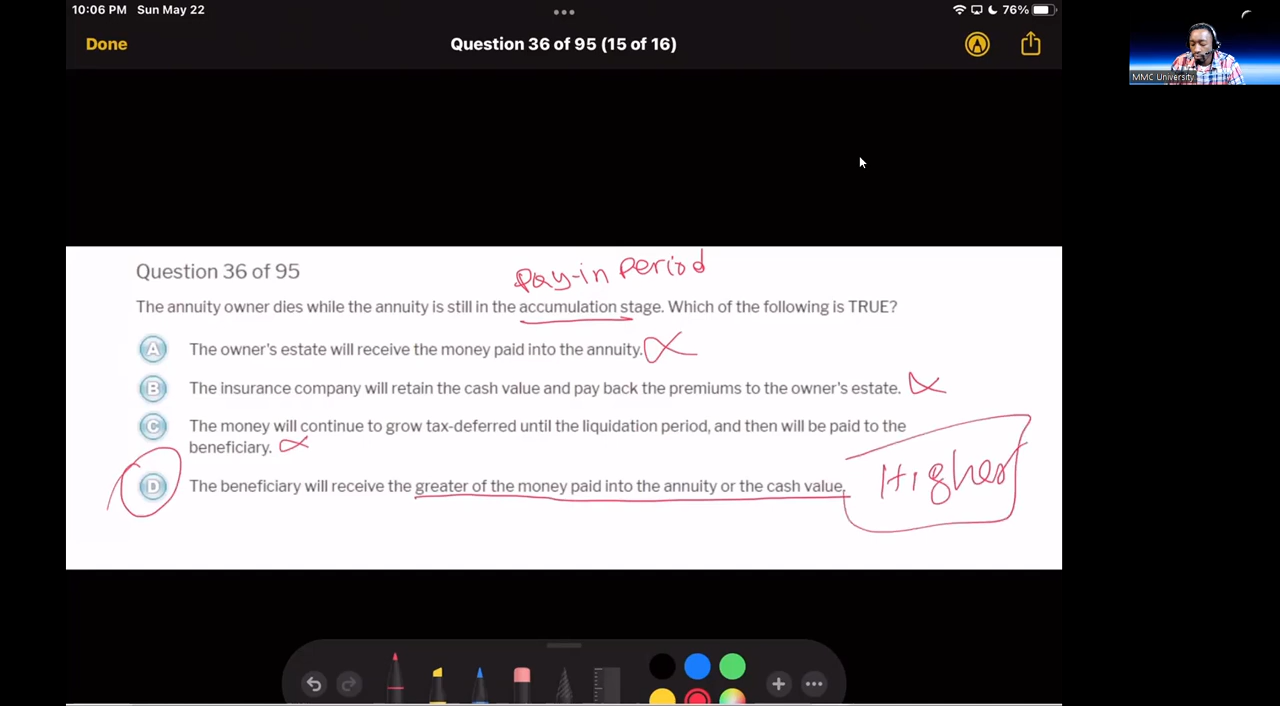 10:06 PM Sun May 22
76%
Done
Question 36 of 95 (15 of 16)
MMC University
Question 36 of 95
Pay-in Period
The annuity owner dies while the annuity is still in the accumulation stage. Which of the following is TRUE?
A The owner's estate will receive the money paid into the annuity.
B The insurance company will retain the cash value and pay back the premiums to the owner's estate.
C The money will continue to grow tax-deferred until the liquidation period, and then will be paid to the
beneficiary.
D The beneficiary will receive the greater of the money paid into the annuity or the cash value.
Higher